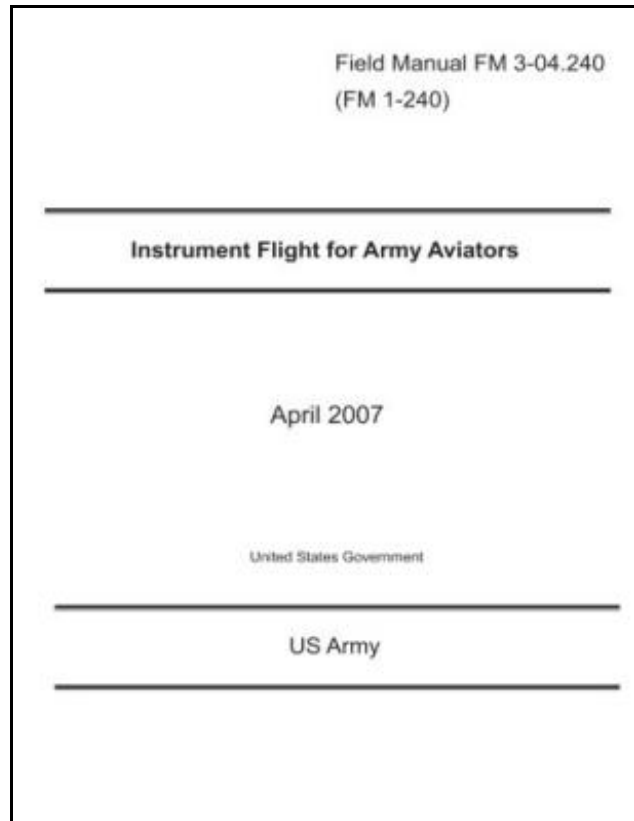 Field Manual FM 3-04.240
(FM 1-240)
Instrument Flight for Army Aviators
April 2007
United States Government
US Army